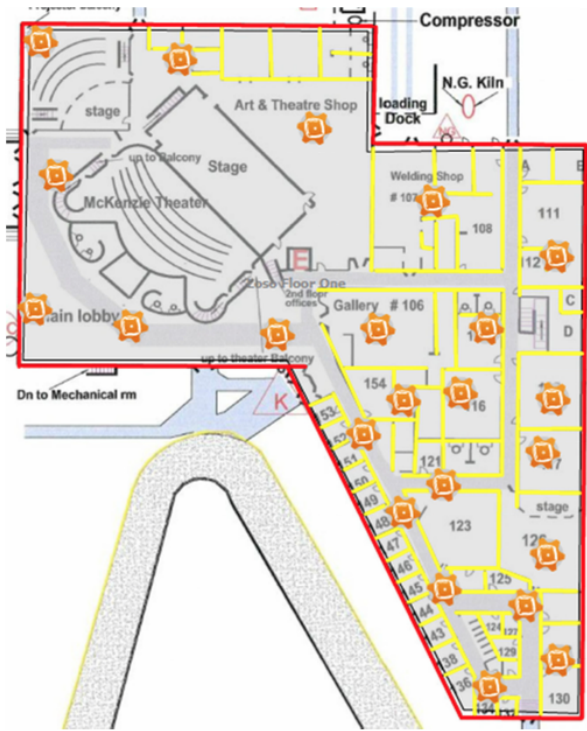 Compressor
N.G. Kiln
loading
Dock
stage
Art & Theatre Shop
up to Balcony
Stage
McKenzie Theater
Welding Shop
# 107
108
A
111
112
E
Zoso Floor One
2nd floor
offices
Gallery # 106
C
D
ain lobby
up to theater Balcony
Dn to Mechanical rm
K
154
16
53
52
51
50
49
48
47
46
45
44
43
38
36
121
123
stage
126
125
124
127
129
130